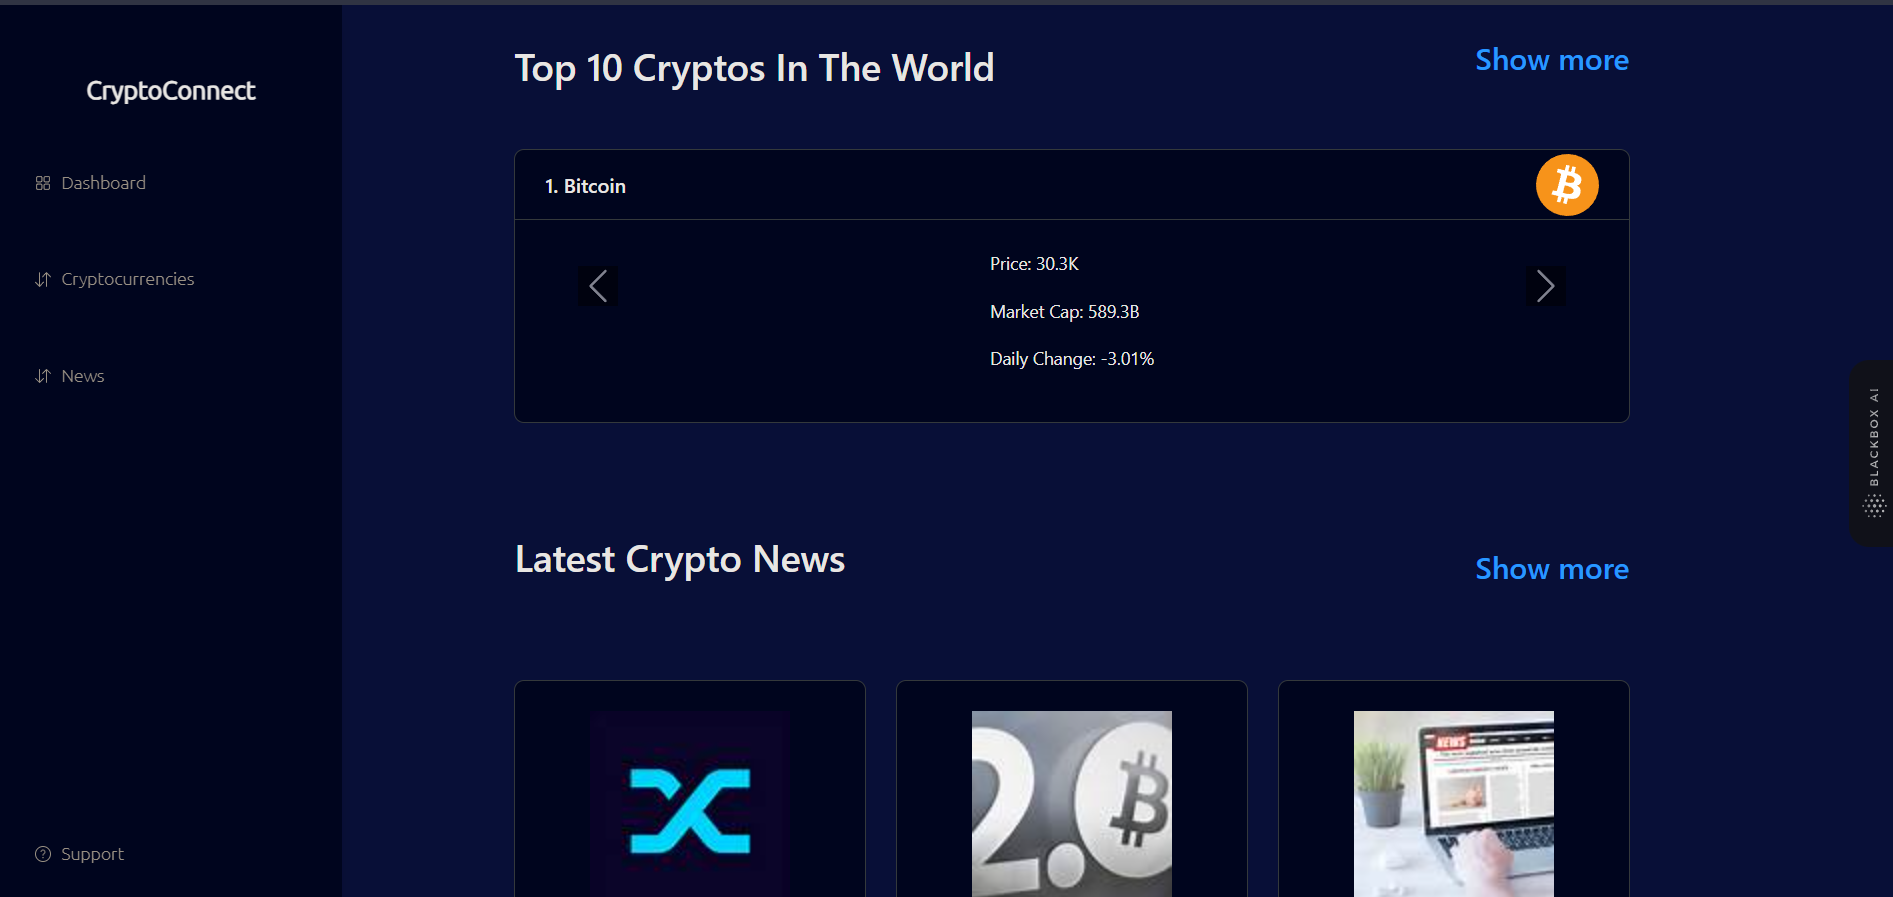 CryptoConnect
Dashboard
Cryptocurrencies
News
Support
Top 10 Cryptos In The World
Show more
1. Bitcoin
Price: 30.3K
Market Cap: 589.3B
Daily Change: -3.01%
Latest Crypto News
Show more
2.0
NEWS
BLACKBOX AI